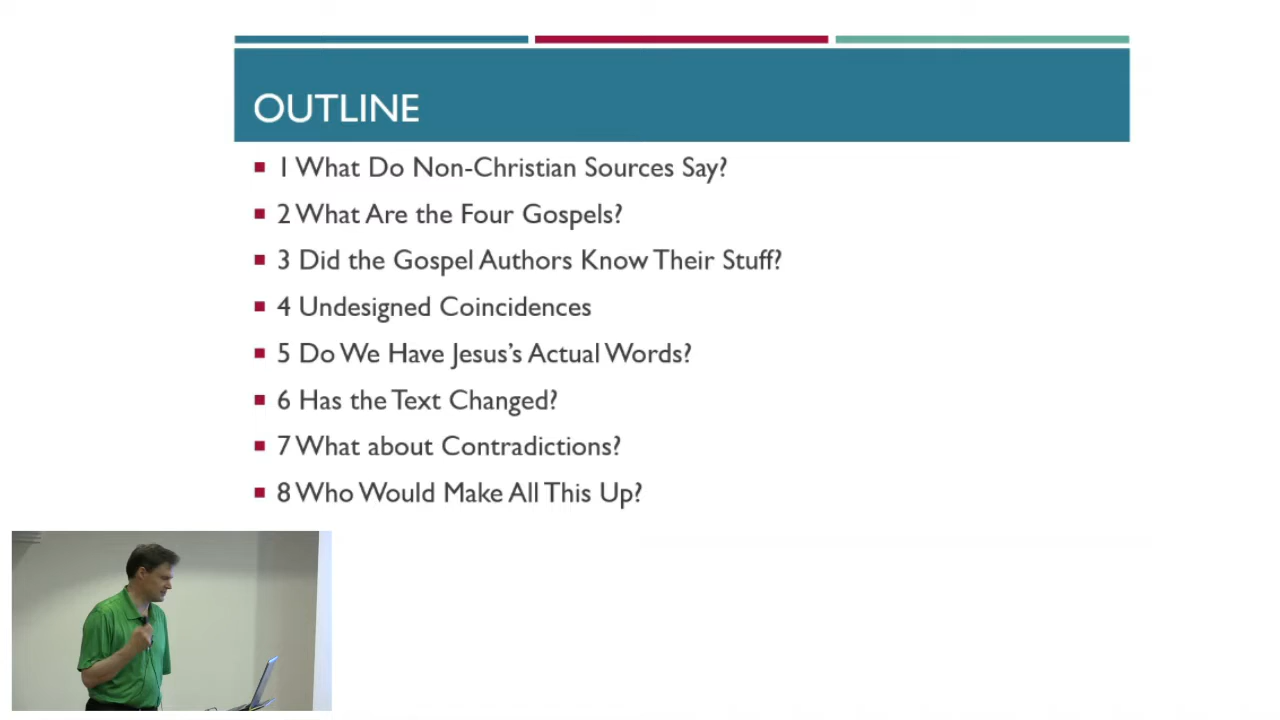 OUTLINE
1 What Do Non-Christian Sources Say?
2 What Are the Four Gospels?
3 Did the Gospel Authors Know Their Stuff?
4 Undesigned Coincidences
5 Do We Have Jesus's Actual Words?
6 Has the Text Changed?
7 What about Contradictions?
8 Who Would Make All This Up?